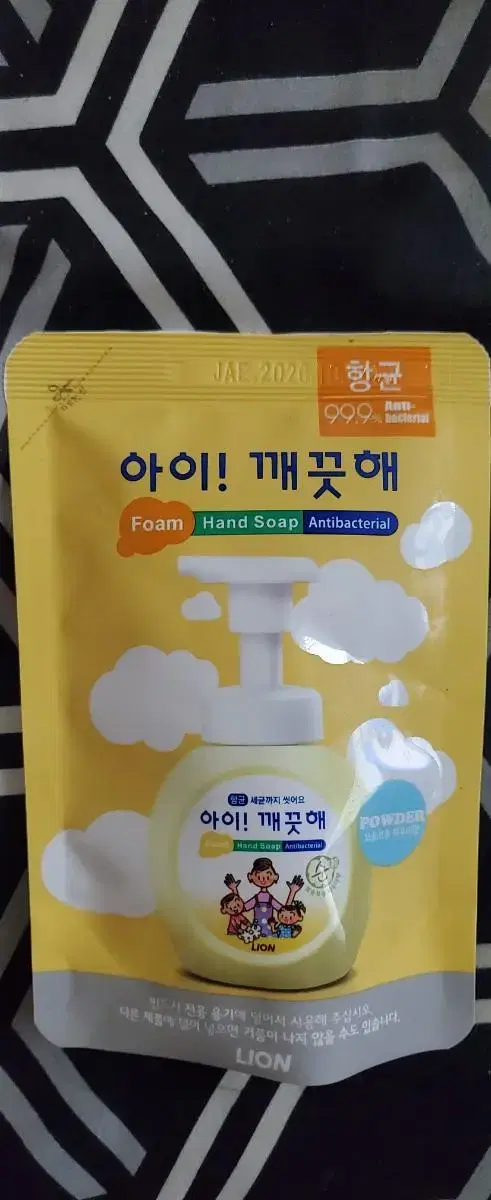 JAE.2020.
항균
99.9% Anti-bacterial
아이! 깨끗해
Foam Hand Soap Antibacterial
항균 세균까지 씻어요
아이! 깨끗해
Foam Hand Soap Antibacterial
순
POWDER
LION
반드시 전용 용기에 덜어서 사용해 주십시오.
다른 제품에 덜어 넣으면 거품이 나지 않을 수도 있습니다.
LION